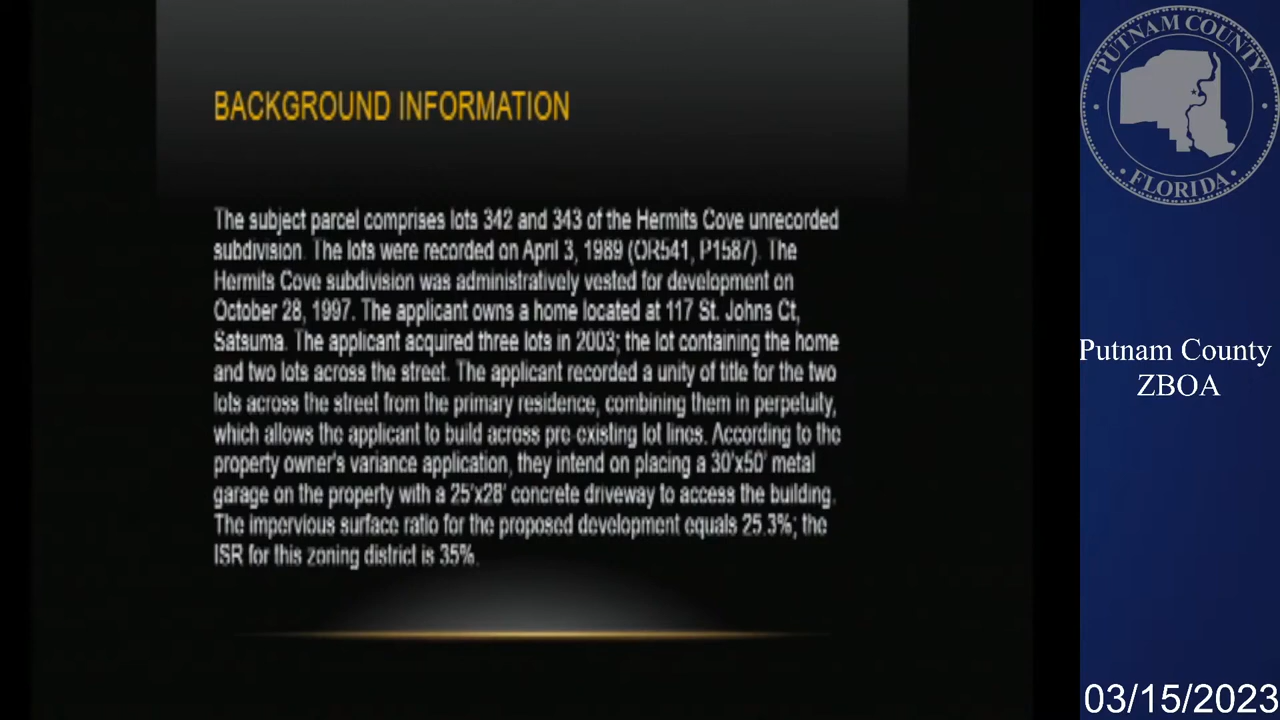 BACKGROUND INFORMATION
The subject parcel comprises lots 342 and 343 of the Hermits Cove unrecorded
subdivision. The lots were recorded on April 3, 1989 (OR541, P1587). The
Hermits Cove subdivision was administratively vested for development on
October 28, 1997. The applicant owns a home located at 117 St. Johns Ct,
Satsuma. The applicant acquired three lots in 2003; the lot containing the home
and two lots across the street. The applicant recorded a unity of title for the two
lots across the street from the primary residence, combining them in perpetuity,
which allows the applicant to build across pre existing lot lines. According to the
property owner's variance application, they intend on placing a 30'x50' metal
garage on the property with a 25'x28' concrete driveway to access the building.
The impervious surface ratio for the proposed development equals 25.3%; the
ISR for this zoning district is 35%.
PUTNAM COUNTY
FLORIDA
Putnam County
ZBOA
03/15/2023